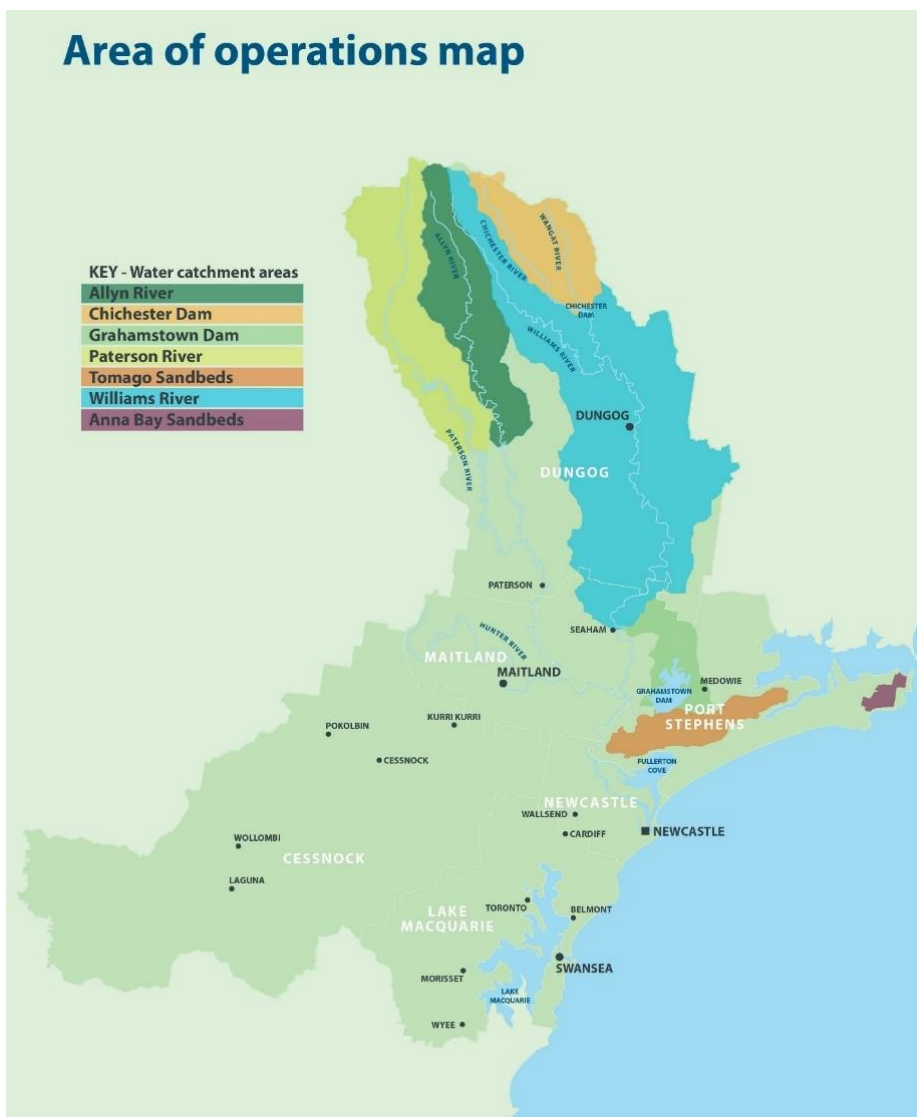 Area of operations map
KEY - Water catchment areas
Allyn River
Chichester Dam
Grahamstown Dam
Paterson River
Tomago Sandbeds
Williams River
Anna Bay Sandbeds
ALLYN RIVER
CHICHESTER RIVER
WANGAT RIVER
CHICHESTER
DAM
WILLIAMS RIVER
DUNGOG
PATERSON RIVER
DUNGOG
PATERSON
SEAHAM
HUNTER RIVER
MAITLAND
MAITLAND
MEDOWIE
GRAHAMSTOWN
DAM
PORT
STEPHENS
KURRI KURRI
POKOLBIN
CESSNOCK
FULLERTON
COVE
NEWCASTLE
WALLSEND
CARDIFF
NEWCASTLE
WOLLOMBI
CESSNOCK
LAGUNA
TORONTO
LAKE
MACQUARIE
BELMONT
SWANSEA
MORISSET
LAKE
MACQUARIE
WYEE